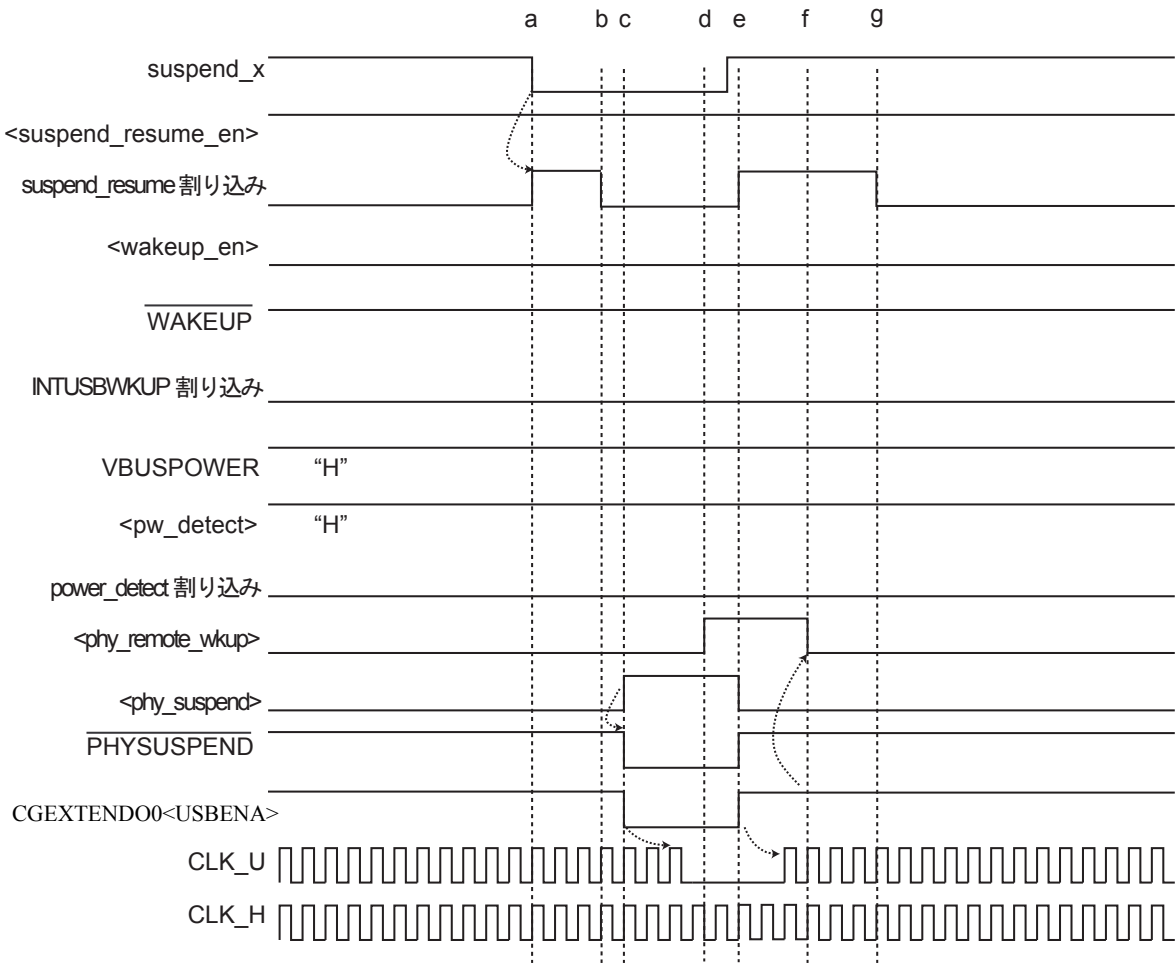 a b c d e f g
suspend_x
<suspend_resume_en>
suspend_resume 割り込み
<wakeup_en>
WAKEUP
INTUSBWKUP 割り込み
VBUSPOWER “H”
<pw_detect> “H”
power_detect 割り込み
<phy_remote_wkup>
<phy_suspend>
PHYSUSPEND
CGEXTENDO0<USBENA>
CLK_U
CLK_H